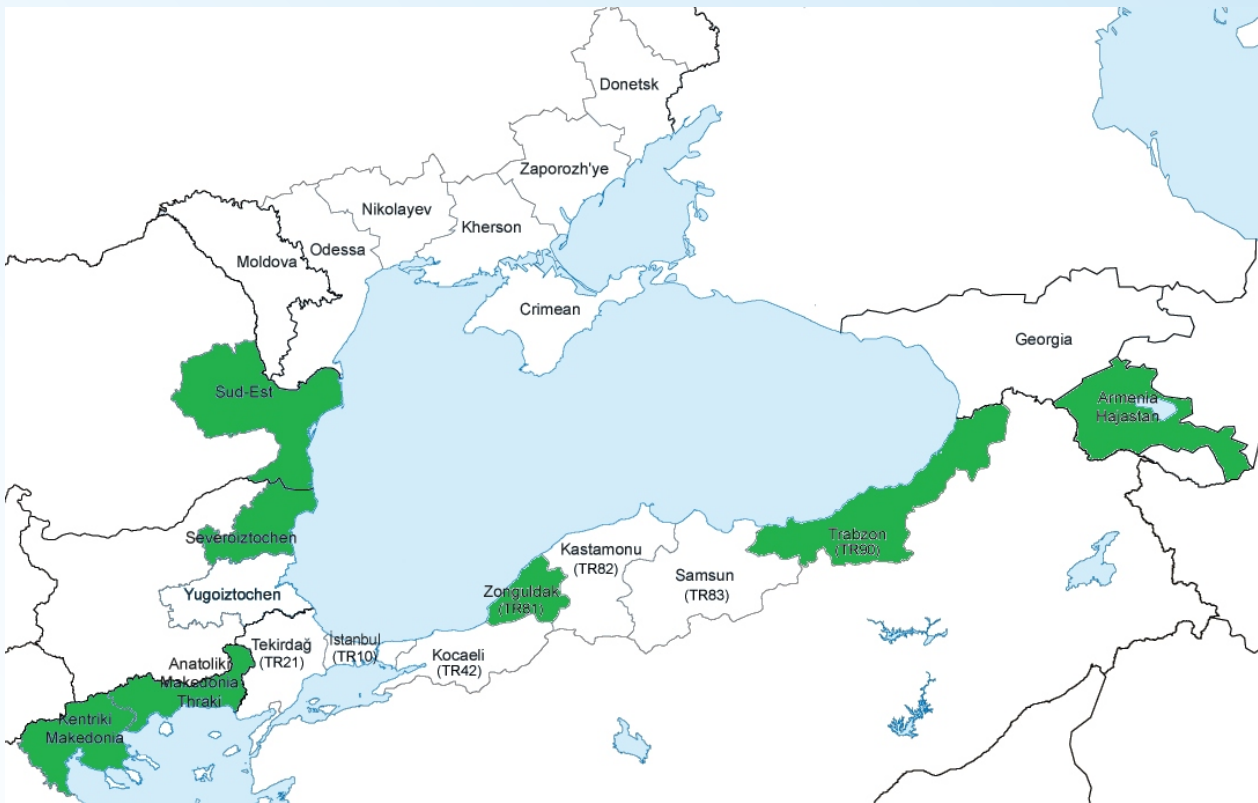 Donetsk
Zaporozh'ye
Nikolayev
Kherson
Odessa
Moldova
Crimean
Georgia
Sud-Est
Armenia
Hajastan
Severoiztochen
Trabzon
(TR90)
Kastamonu
(TR82)
Samsun
(TR83)
Zonguldak
(TR81)
Yugoiztochen
Tekirdağ
(TR21)
İstanbul
(TR10)
Kocaeli
(TR42)
Anatoliki
Makedonia
Thraki
Kentriki
Makedonia